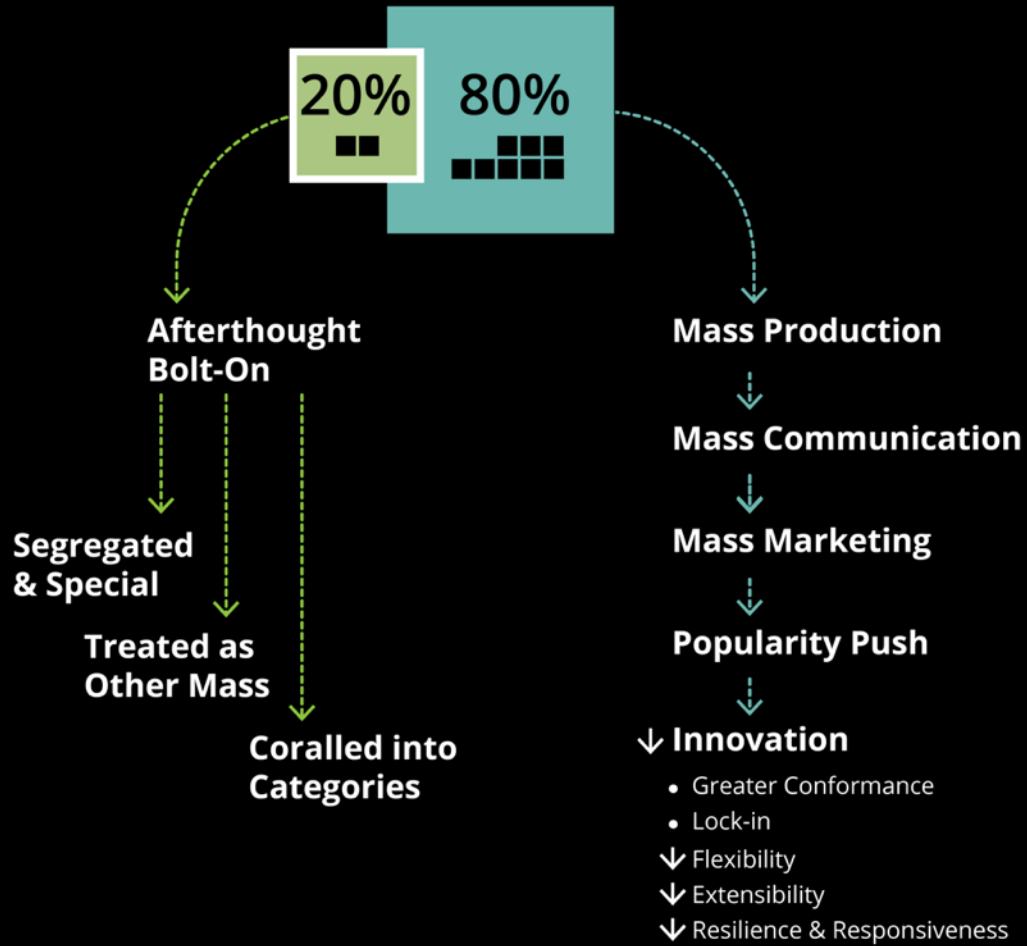 20%
80%
Afterthought
Bolt-On
Segregated
& Special
Treated as
Other Mass
Coralled into
Categories
Mass Production
Mass Communication
Mass Marketing
Popularity Push
↓ Innovation
• Greater Conformance
• Lock-in
↓ Flexibility
↓ Extensibility
↓ Resilience & Responsiveness